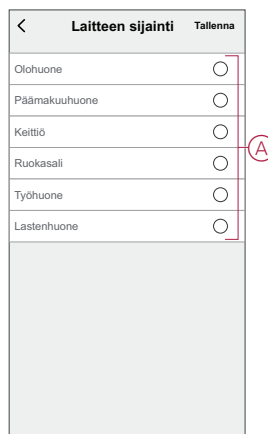 Laitteen sijainti Tallenna
Olohuone
Päämakuuhuone
Keittiö
A
Ruokasali
Työhuone
Lastenhuone